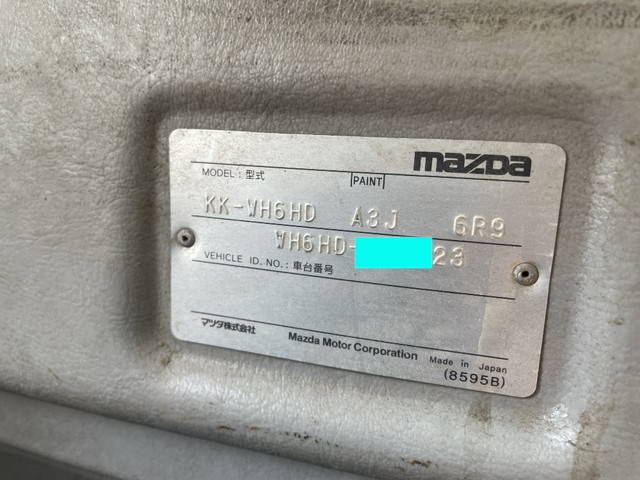 mazda
MODEL : 型式 PAINT
KK-WH6HD A3J 6R9
WH6HD- 23
VEHICLE ID. NO. : 車台番号
マツダ株式会社 Mazda Motor Corporation Made in Japan
(8595B)